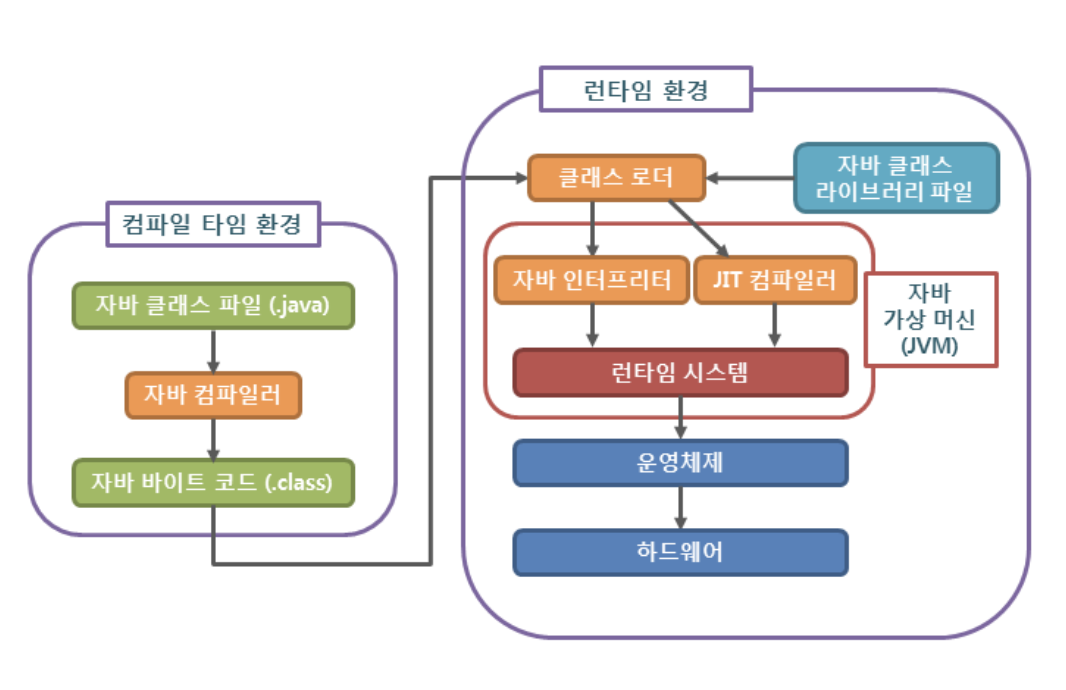 런타임 환경
클래스 로더
자바 클래스
라이브러리 파일
컴파일 타임 환경
자바 클래스 파일 (.java)
자바 컴파일러
자바 바이트 코드 (.class)
자바 인터프리터
JIT 컴파일러
자바
가상 머신
(JVM)
런타임 시스템
운영체제
하드웨어